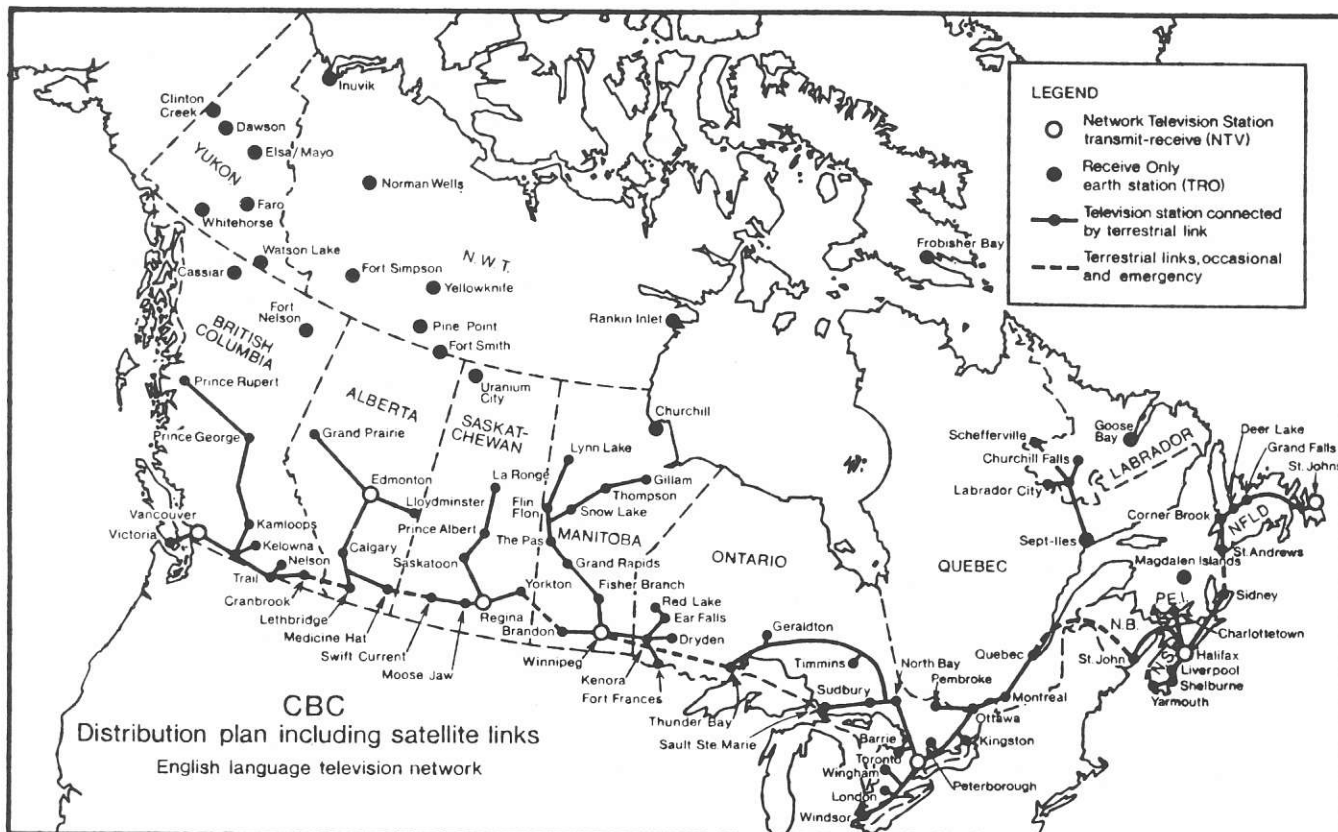 Inuvik
Clinton
Creek
Dawson
Elsa/Mayo
YUKON
Norman Wells
Faro
Whitehorse
Watson Lake
Cassiar
Fort Simpson
N.W.T.
Yellowknife
Fort
Nelson
Pine Point
Fort Smith
Rankin Inlet
Frobisher Bay
LEGEND
Network Television Station
transmit-receive (NTV)
Receive Only
earth station (TRO)
Television station connected
by terrestrial link
Terrestrial links, occasional
and emergency
BRITISH
COLUMBIA
Prince Rupert
ALBERTA
Uranium
City
SASKAT-
CHEWAN
Churchill
Prince George
Grand Prairie
Lynn Lake
La Ronge
Gillam
Thompson
Edmonton
Lloydminster
Flin
Flon
Snow Lake
Prince Albert
The Pas
MANITOBA
Vancouver
Victoria
Kamloops
Kelowna
Nelson
Calgary
Saskatoon
Grand Rapids
Trail
Cranbrook
Yorkton
Fisher Branch
Lethbridge
Medicine Hat
Swift Current
Moose Jaw
Regina
Brandon
Winnipeg
Red Lake
Ear Falls
Dryden
Kenora
Fort Frances
ONTARIO
Geraldton
Timmins
Thunder Bay
Sudbury
Sault Ste Marie
North Bay
Pembroke
Barrie
Toronto
Wingham
London
Windsor
Peterborough
Kingston
Ottawa
Montreal
Quebec
QUEBEC
Schefferville
Churchill Falls
Labrador City
Goose
Bay
LABRADOR
Sept-Iles
Deer Lake
Grand Falls
St. Johns
Corner Brook
NFLD
St. Andrews
Magdalen Islands
P.E.I.
Sidney
N.B.
Charlottetown
St. John
N.S.
Halifax
Liverpool
Shelburne
Yarmouth
CBC
Distribution plan including satellite links
English language television network